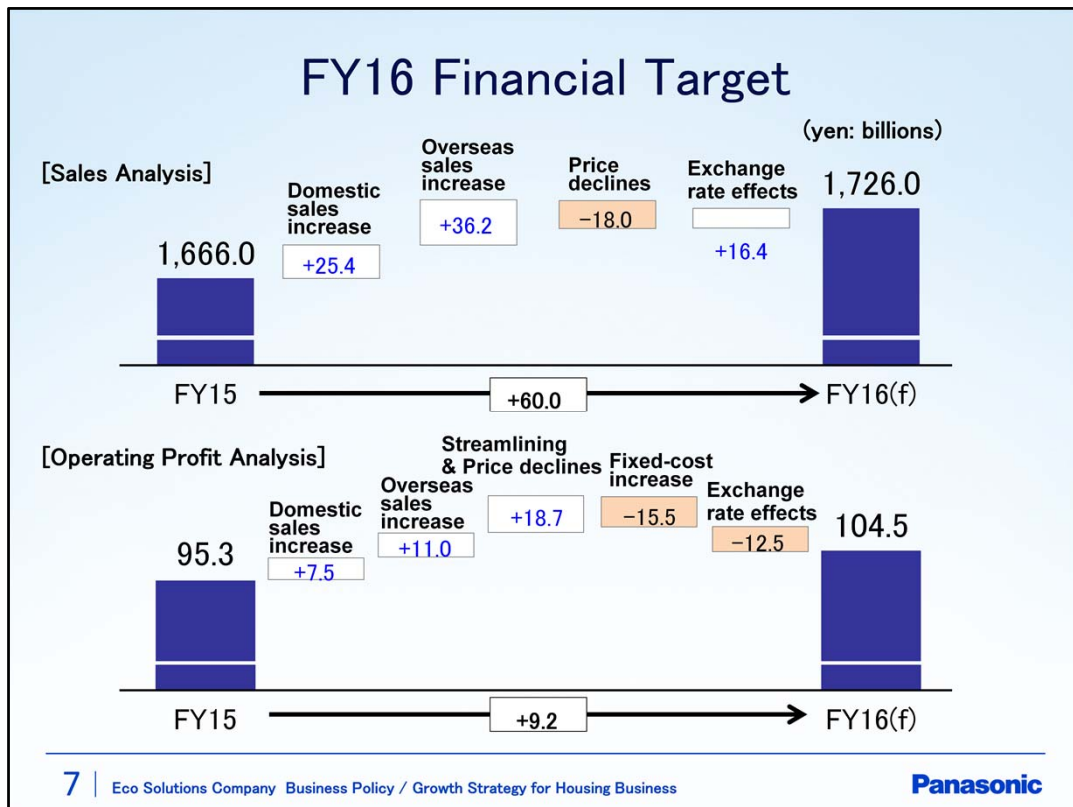 FY16 Financial Target
(yen: billions)
[Sales Analysis]
1,666.0
Domestic
sales
increase
+25.4
Overseas
sales
increase
+36.2
Price
declines
−18.0
Exchange
rate effects
+16.4
1,726.0
FY15
+60.0
FY16(f)
[Operating Profit Analysis]
95.3
Domestic
sales
increase
+7.5
Overseas
sales
increase
+11.0
Streamlining
& Price declines
+18.7
Fixed-cost
increase
−15.5
Exchange
rate effects
−12.5
104.5
FY15
+9.2
FY16(f)
7
Eco Solutions Company Business Policy / Growth Strategy for Housing Business
Panasonic